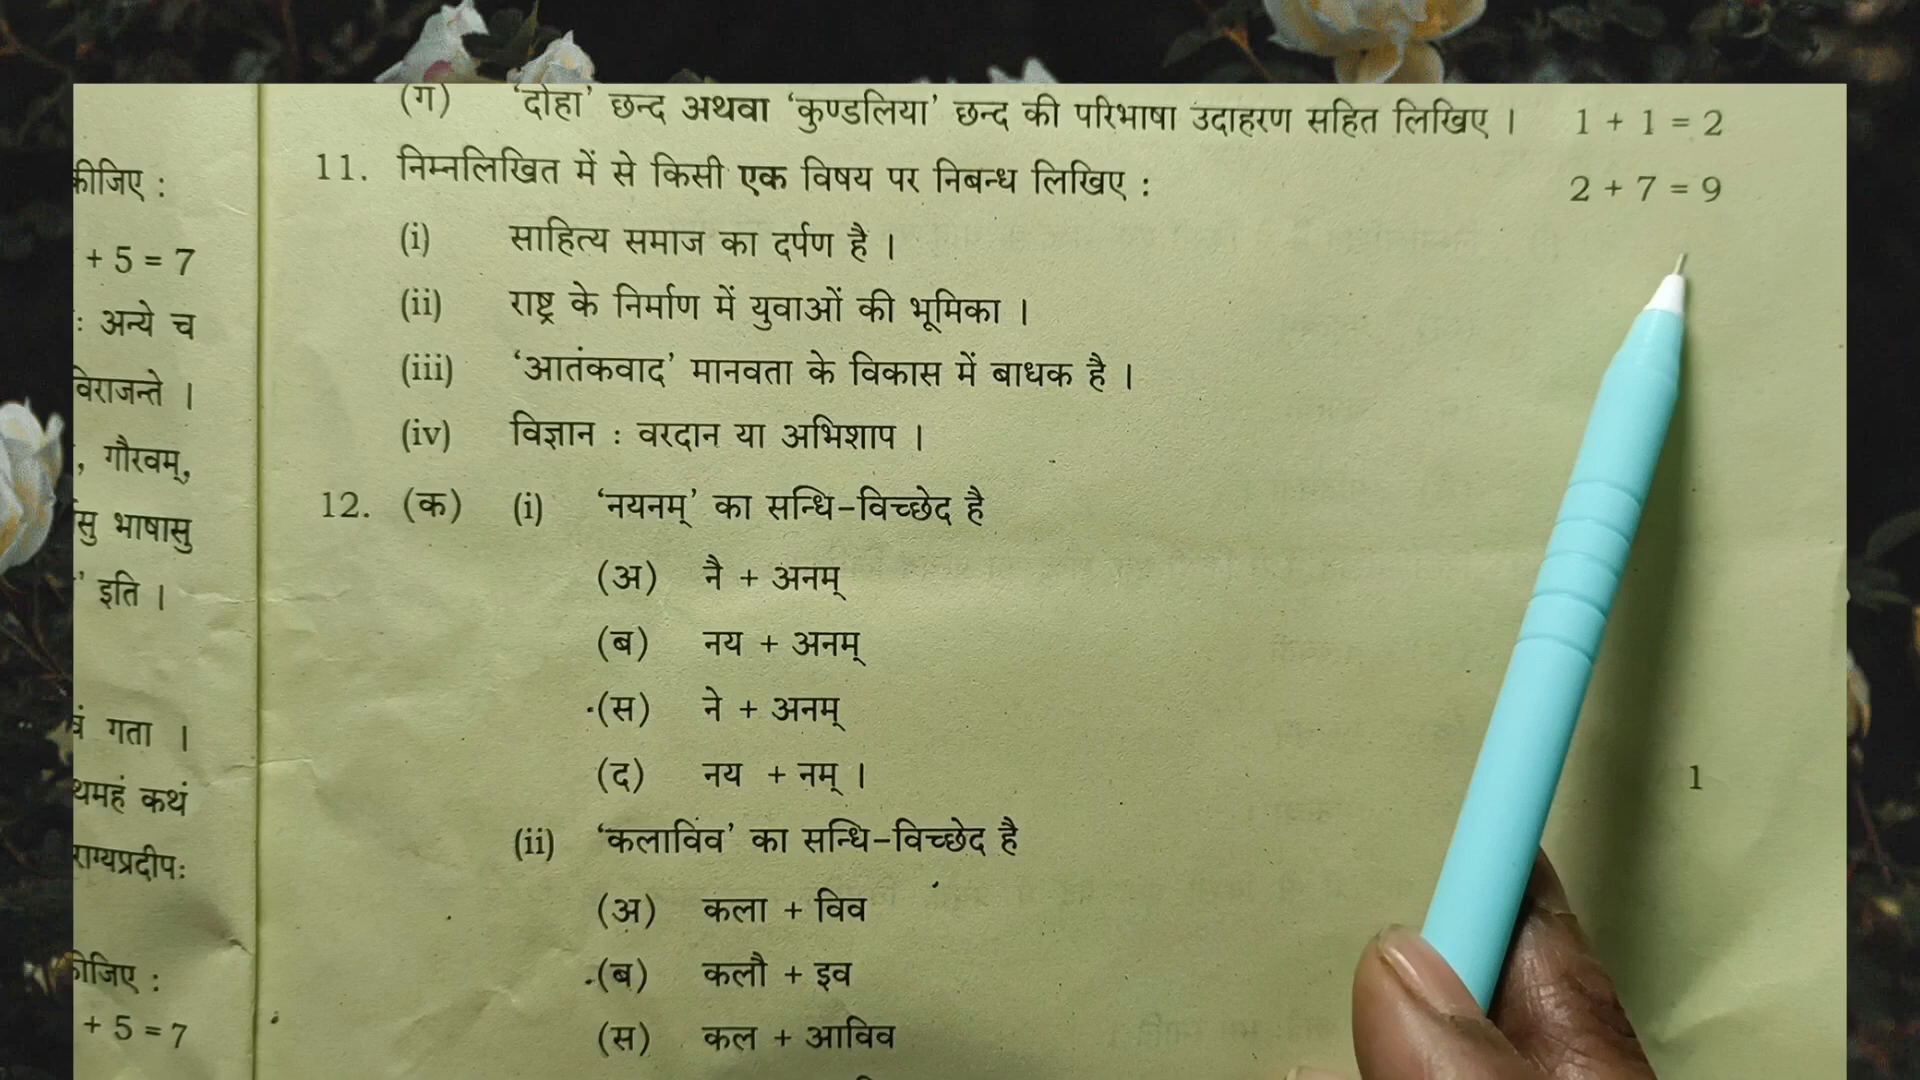 कीजिए :
+ 5 = 7
: अन्ये च
विराजन्ते ।
, गौरवम्,
सु भाषासु
' इति ।
गता ।
थमहं कथं
राग्यप्रदीपः
कीजिए :
+ 5 = 7
(ग) 'दोहा' छन्द अथवा 'कुण्डलिया' छन्द की परिभाषा उदाहरण सहित लिखिए । 1 + 1 = 2
11. निम्नलिखित में से किसी एक विषय पर निबन्ध लिखिए : 2 + 7 = 9
(i) साहित्य समाज का दर्पण है ।
(ii) राष्ट्र के निर्माण में युवाओं की भूमिका ।
(iii) 'आतंकवाद' मानवता के विकास में बाधक है ।
(iv) विज्ञान : वरदान या अभिशाप ।
12. (क) (i) 'नयनम्' का सन्धि-विच्छेद है
(अ) नै + अनम्
(ब) नय + अनम्
(स) ने + अनम्
(द) नय + नम् । 1
(ii) 'कलाविव' का सन्धि-विच्छेद है
(अ) कला + विव
(ब) कलौ + इव
(स) कल + आविव